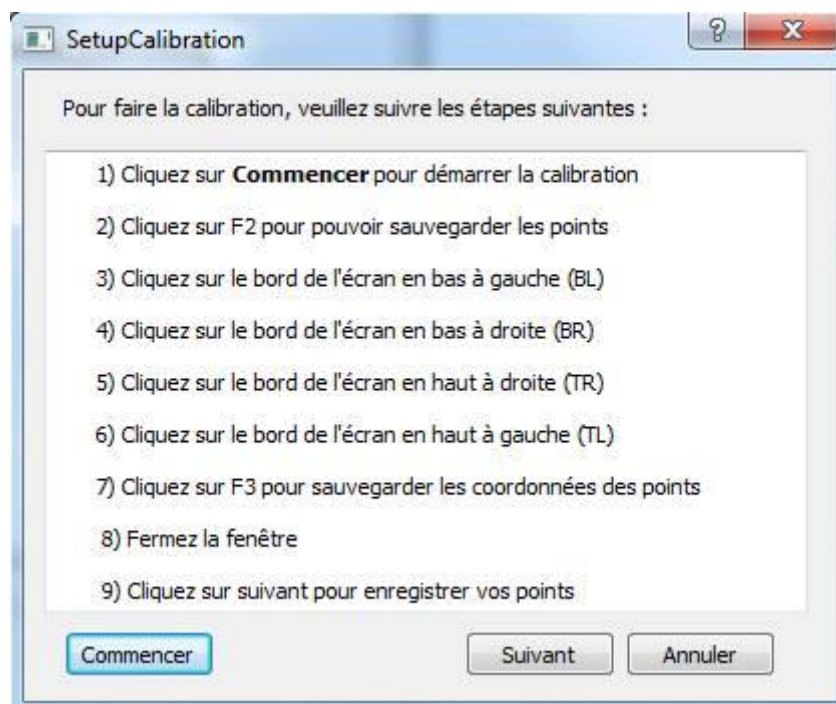 SetupCalibration
Pour faire la calibration, veuillez suivre les étapes suivantes :
1) Cliquez sur Commencer pour démarrer la calibration
2) Cliquez sur F2 pour pouvoir sauvegarder les points
3) Cliquez sur le bord de l'écran en bas à gauche (BL)
4) Cliquez sur le bord de l'écran en bas à droite (BR)
5) Cliquez sur le bord de l'écran en haut à droite (TR)
6) Cliquez sur le bord de l'écran en haut à gauche (TL)
7) Cliquez sur F3 pour sauvegarder les coordonnées des points
8) Fermez la fenêtre
9) Cliquez sur suivant pour enregistrer vos points
Commencer Suivant Annuler